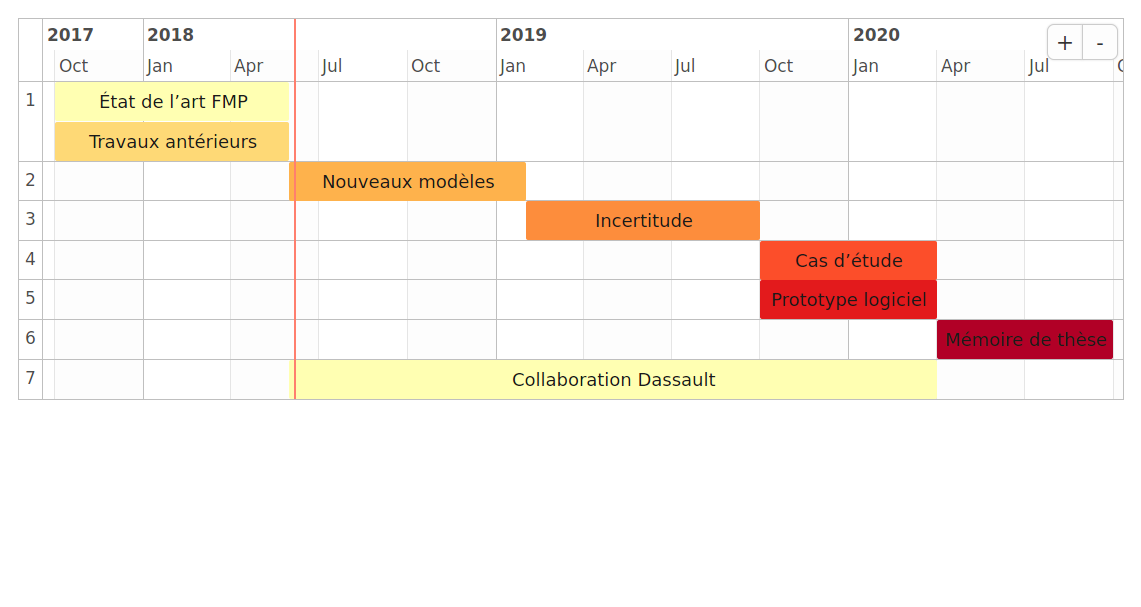 2017 2018 2019 2020
Oct Jan Apr Jul Oct Jan Apr Jul Oct Jan Apr Jul
+ -
1 État de l’art FMP
Travaux antérieurs
2 Nouveaux modèles
3 Incertitude
4 Cas d’étude
5 Prototype logiciel
6 Mémoire de thèse
7 Collaboration Dassault